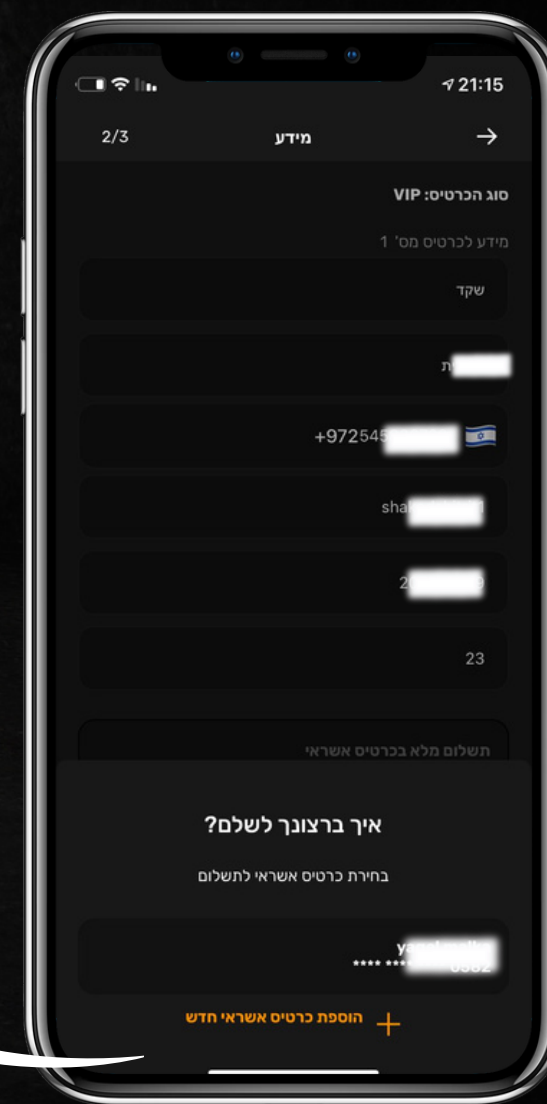 21:15
2/3 מידע
סוג הכרטיס: VIP
מידע לכרטיס מס' 1
שקד
+972545
sha
23
תשלום מלא בכרטיס אשראי
איך ברצונך לשלם?
בחירת כרטיס אשראי לתשלום
**** ****
הוספת כרטיס אשראי חדש